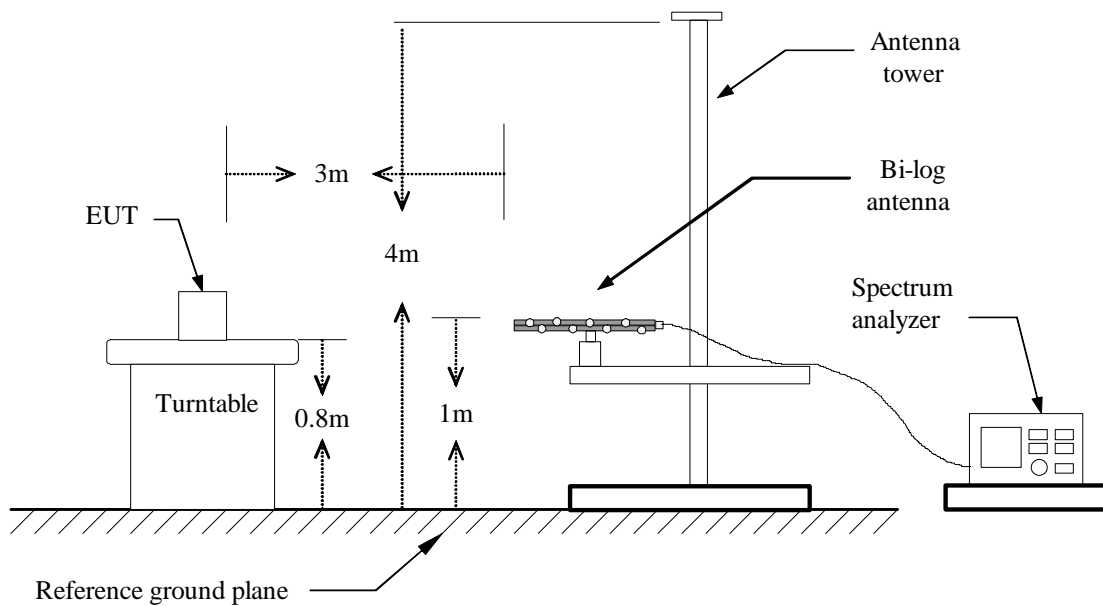 Antenna
tower
3m
Bi-log
antenna
EUT
4m
Spectrum
analyzer
Turntable
0.8m
1m
Reference ground plane